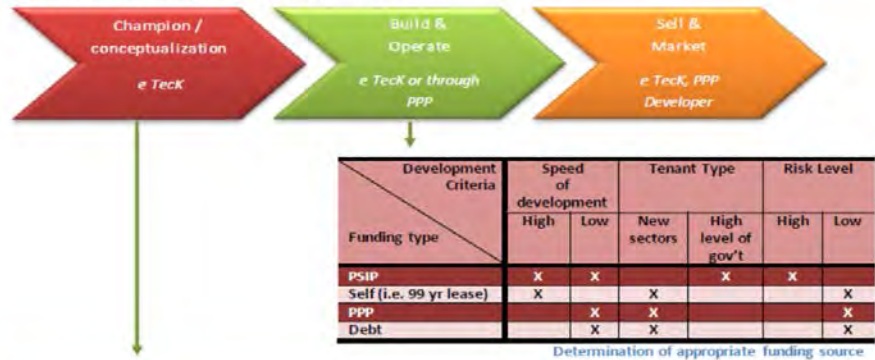 Champion /
conceptualization
e TecK
Build &
Operate
e TecK or through
PPP
Sell &
Market
e TecK, PPP
Developer
Development
Criteria
Funding type
Speed
of
development
Tenant Type
Risk Level
High
Low
New
sectors
High
level of
gov't
High
Low
PSIP X X X X
Self (i.e. 99 yr lease) X X X
PPP X X X
Debt X X X
Determination of appropriate funding source